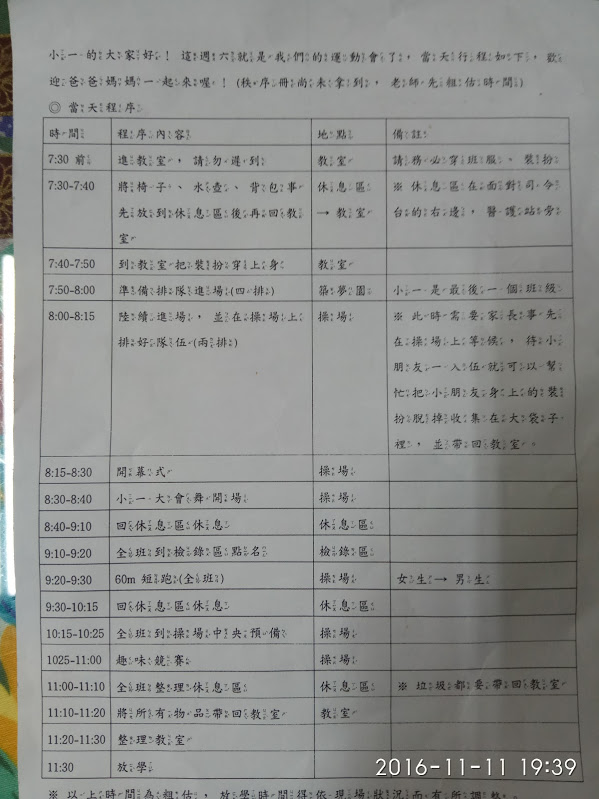 小一的大家好！這週六就是我們的運動會了，當天行程如下，歡
迎爸爸媽媽一起來喔！(秩序冊尚未拿到，老師先粗估時間)
◎ 當天程序
時間 程序內容 地點 備註
7:30 前 進教室，請勿遲到 教室 請務必穿班服、裝扮
7:30-7:40 將椅子、水壺、背包事 休息區 ※ 休息區在面對司令
先放到休息區後再回教 → 教室 台的右邊，醫護站旁
室
7:40-7:50 到教室把裝扮穿上身 教室
7:50-8:00 準備排隊進場(四排) 築夢園 小一是最後一個班級
8:00-8:15 陸續進場，並在操場上 操場 ※ 此時需要家長事先
排好隊伍(兩排) 在操場上等候，待小
朋友一入伍就可以幫
忙把小朋友身上的裝
扮脫掉收集在大袋子
裡，並帶回教室。
8:15-8:30 開幕式 操場
8:30-8:40 小一大會舞開場 操場
8:40-9:10 回休息區休息 休息區
9:10-9:20 全班到檢錄區點名 檢錄區
9:20-9:30 60m 短跑(全班) 操場 女生→ 男生
9:30-10:15 回休息區休息 休息區
10:15-10:25 全班到操場中央預備 操場
1025-11:00 趣味競賽 操場
11:00-11:10 全班整理休息區 休息區 ※ 垃圾都要帶回教室
11:10-11:20 將所有物品帶回教室 教室
11:20-11:30 整理教室
11:30 放學
2016-11-11 19:39
※ 以上時間為粗估，放學時間得依現場狀況而有所調整。